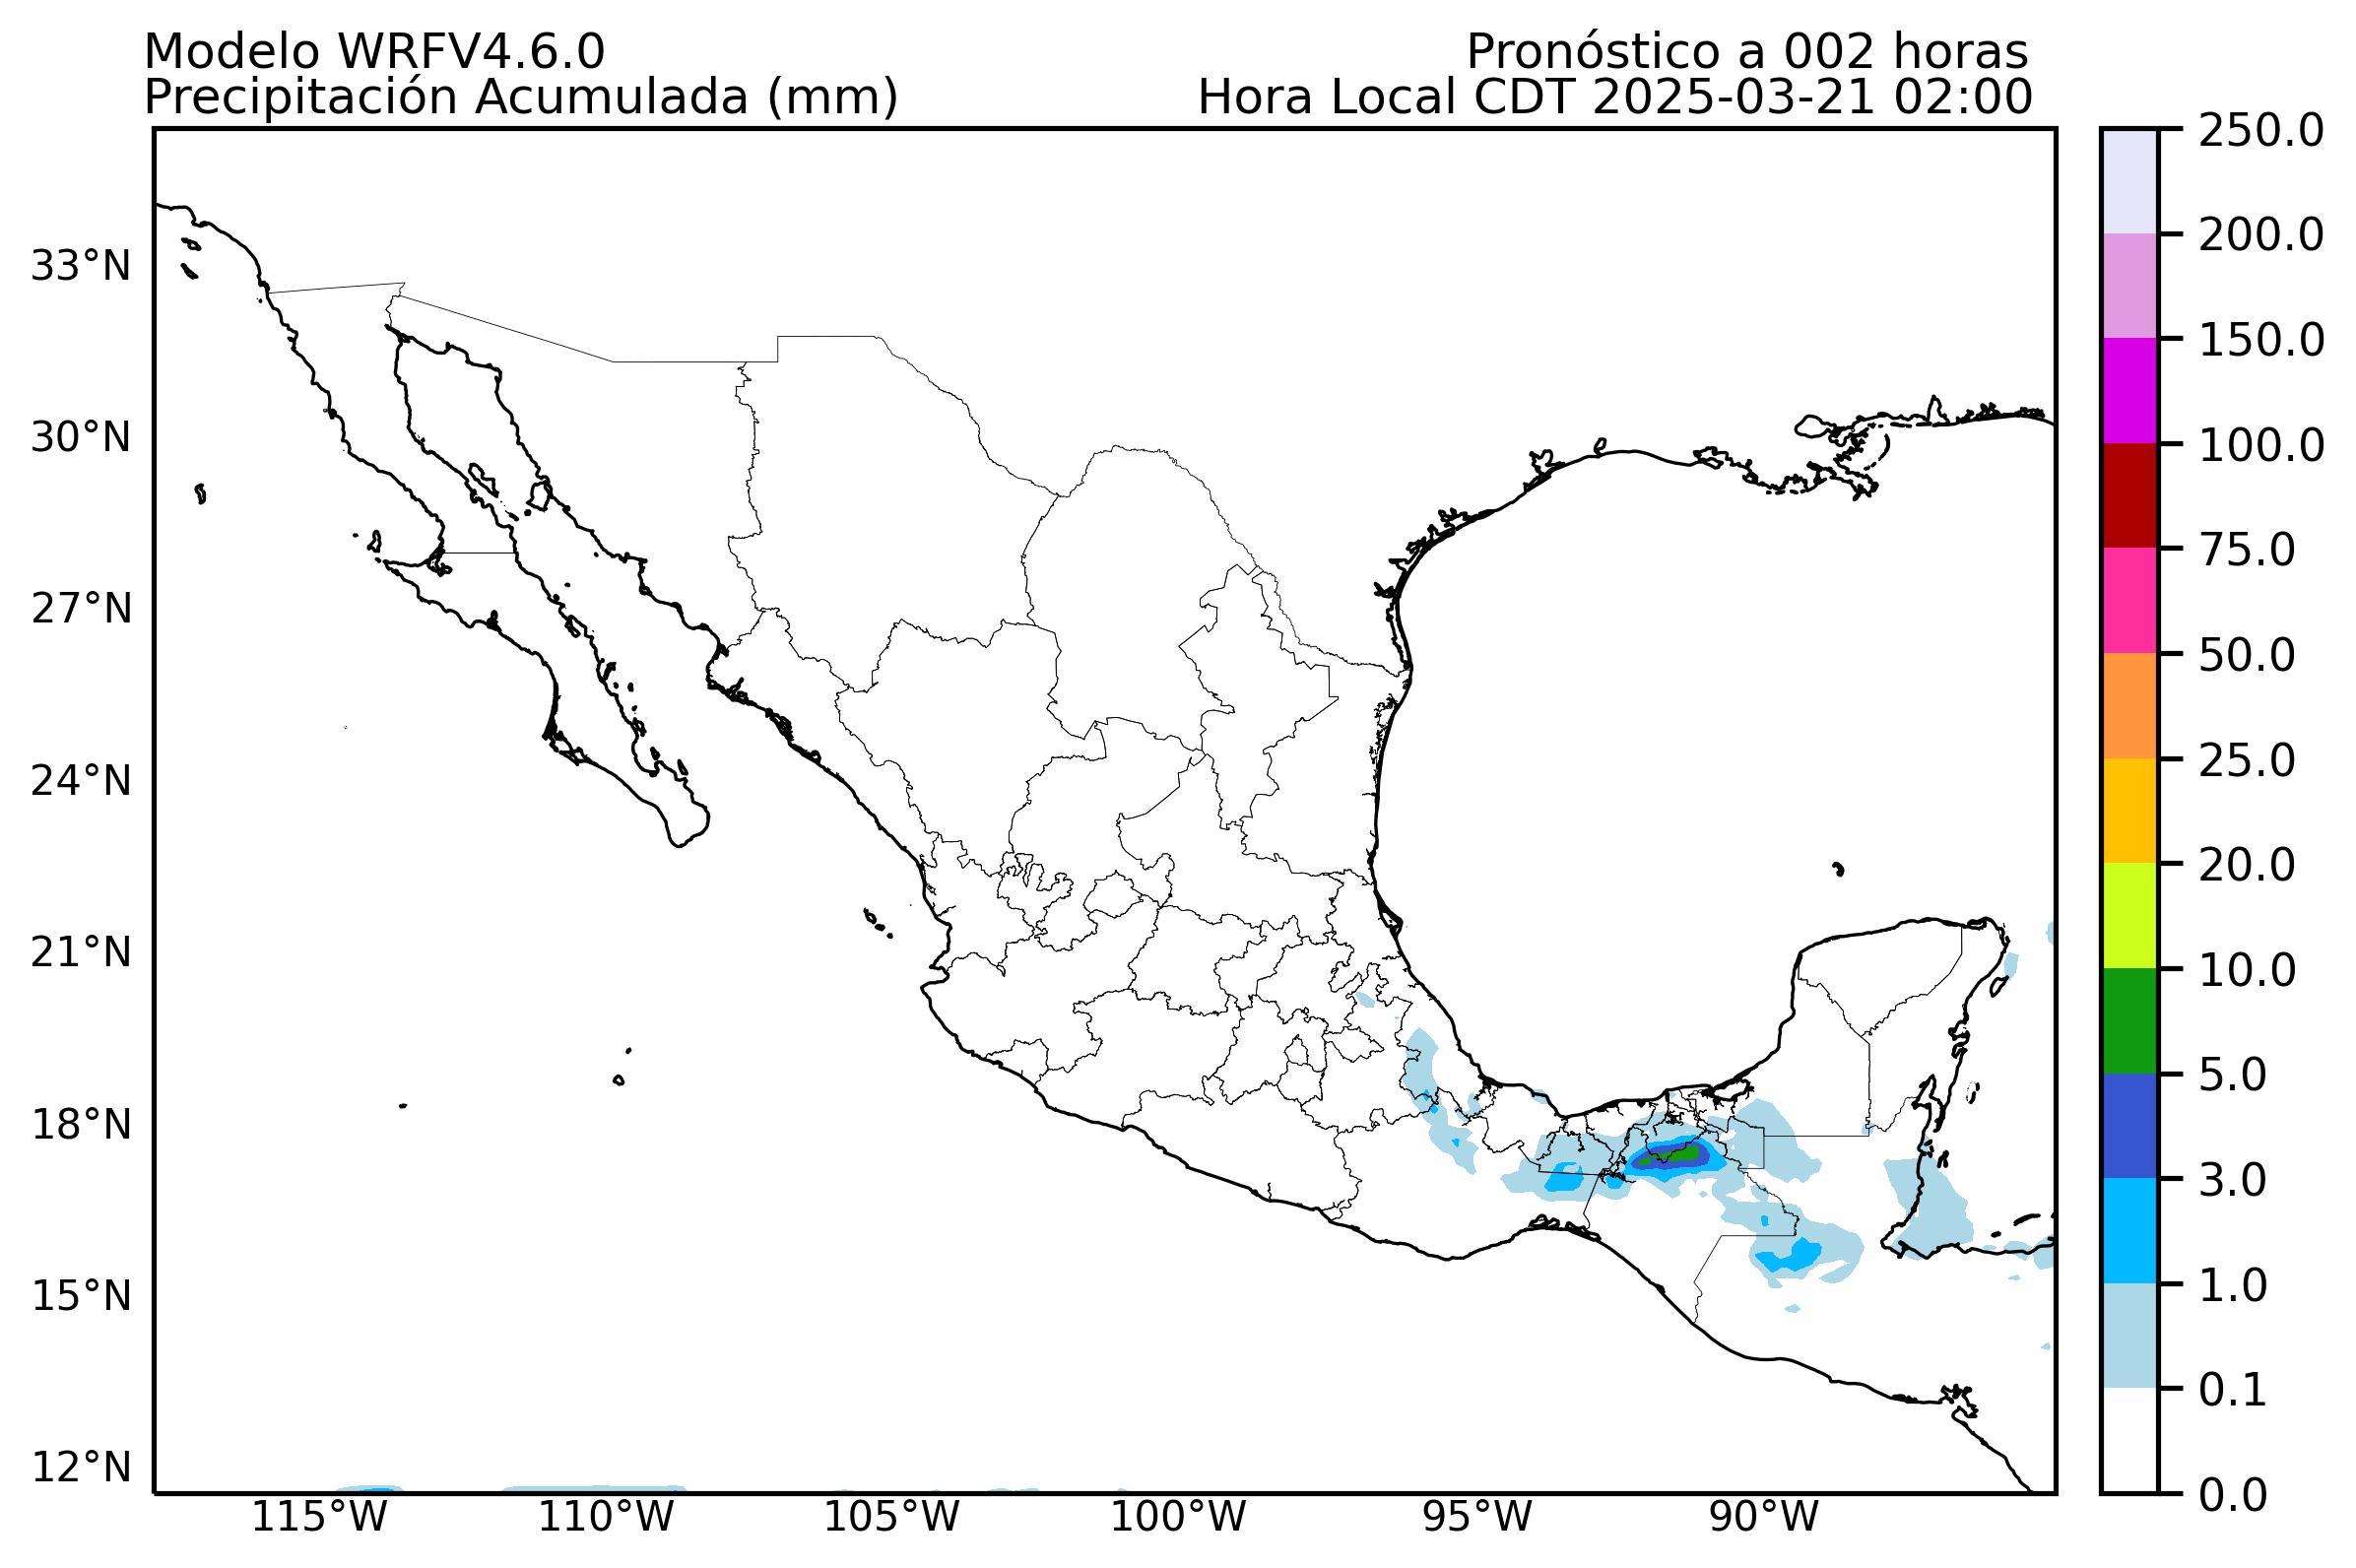 Modelo WRFV4.6.0
Pronóstico a 002 horas
Precipitación Acumulada (mm)
Hora Local CDT 2025-03-21 02:00
33°N
30°N
27°N
24°N
21°N
18°N
15°N
12°N
115°W
110°W
105°W
100°W
95°W
90°W
250.0
200.0
150.0
100.0
75.0
50.0
25.0
20.0
10.0
5.0
3.0
1.0
0.1
0.0